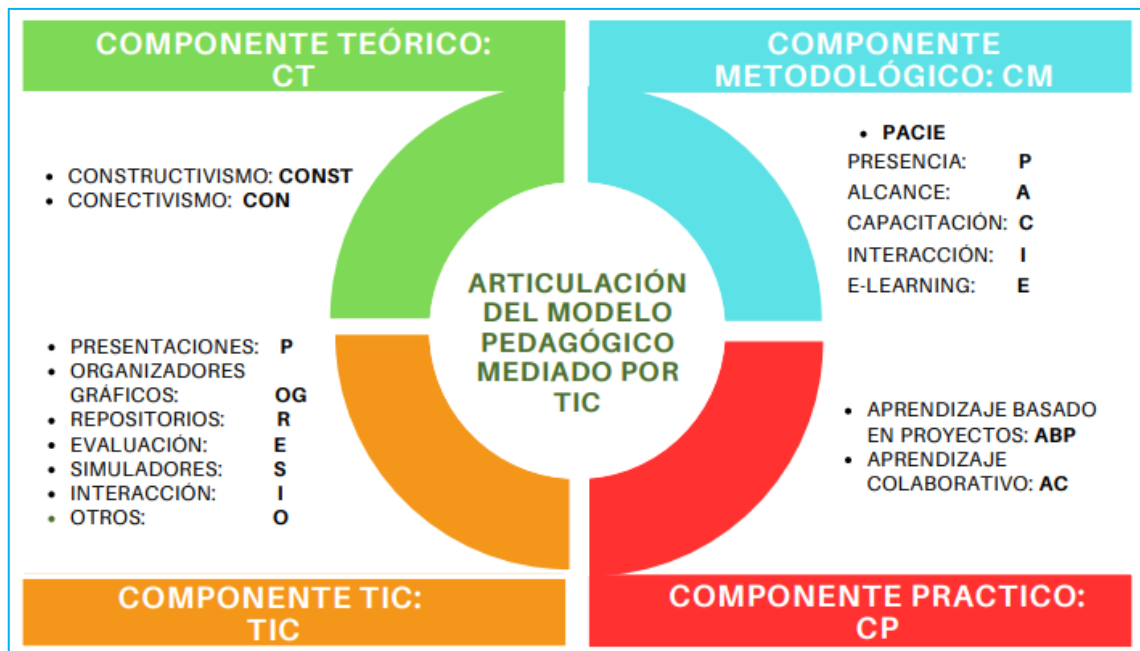 COMPONENTE TEÓRICO:
CT
• CONSTRUCTIVISMO: CONST
• CONECTIVISMO: CON
COMPONENTE
METODOLÓGICO: CM
• PACIE
PRESENCIA: P
ALCANCE: A
CAPACITACIÓN: C
INTERACCIÓN: I
E-LEARNING: E
ARTICULACIÓN
DEL MODELO
PEDAGÓGICO
MEDIADO POR
TIC
• PRESENTACIONES: P
• ORGANIZADORES
GRÁFICOS: OG
• REPOSITORIOS: R
• EVALUACIÓN: E
• SIMULADORES: S
• INTERACCIÓN: I
• OTROS: O
COMPONENTE TIC:
TIC
• APRENDIZAJE BASADO
EN PROYECTOS: ABP
• APRENDIZAJE
COLABORATIVO: AC
COMPONENTE PRACTICO:
CP